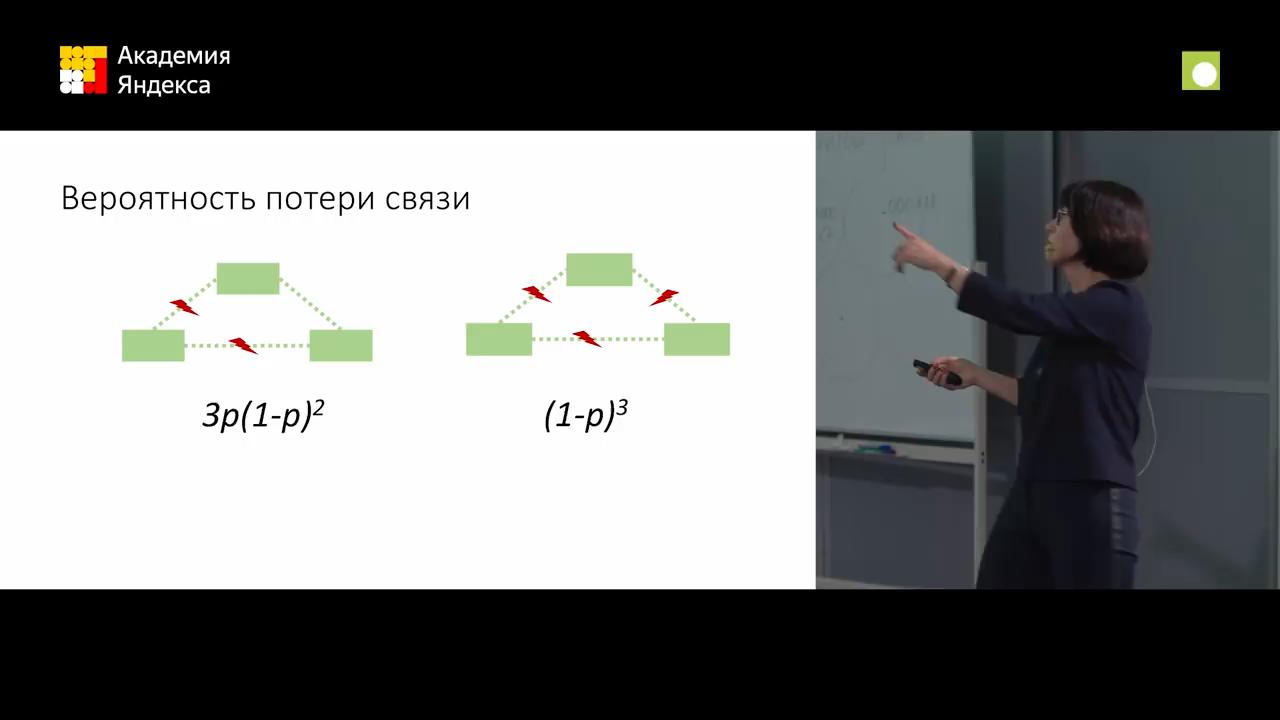 Академия
Яндекса
Вероятность потери связи
3p(1-p)²
(1-p)³